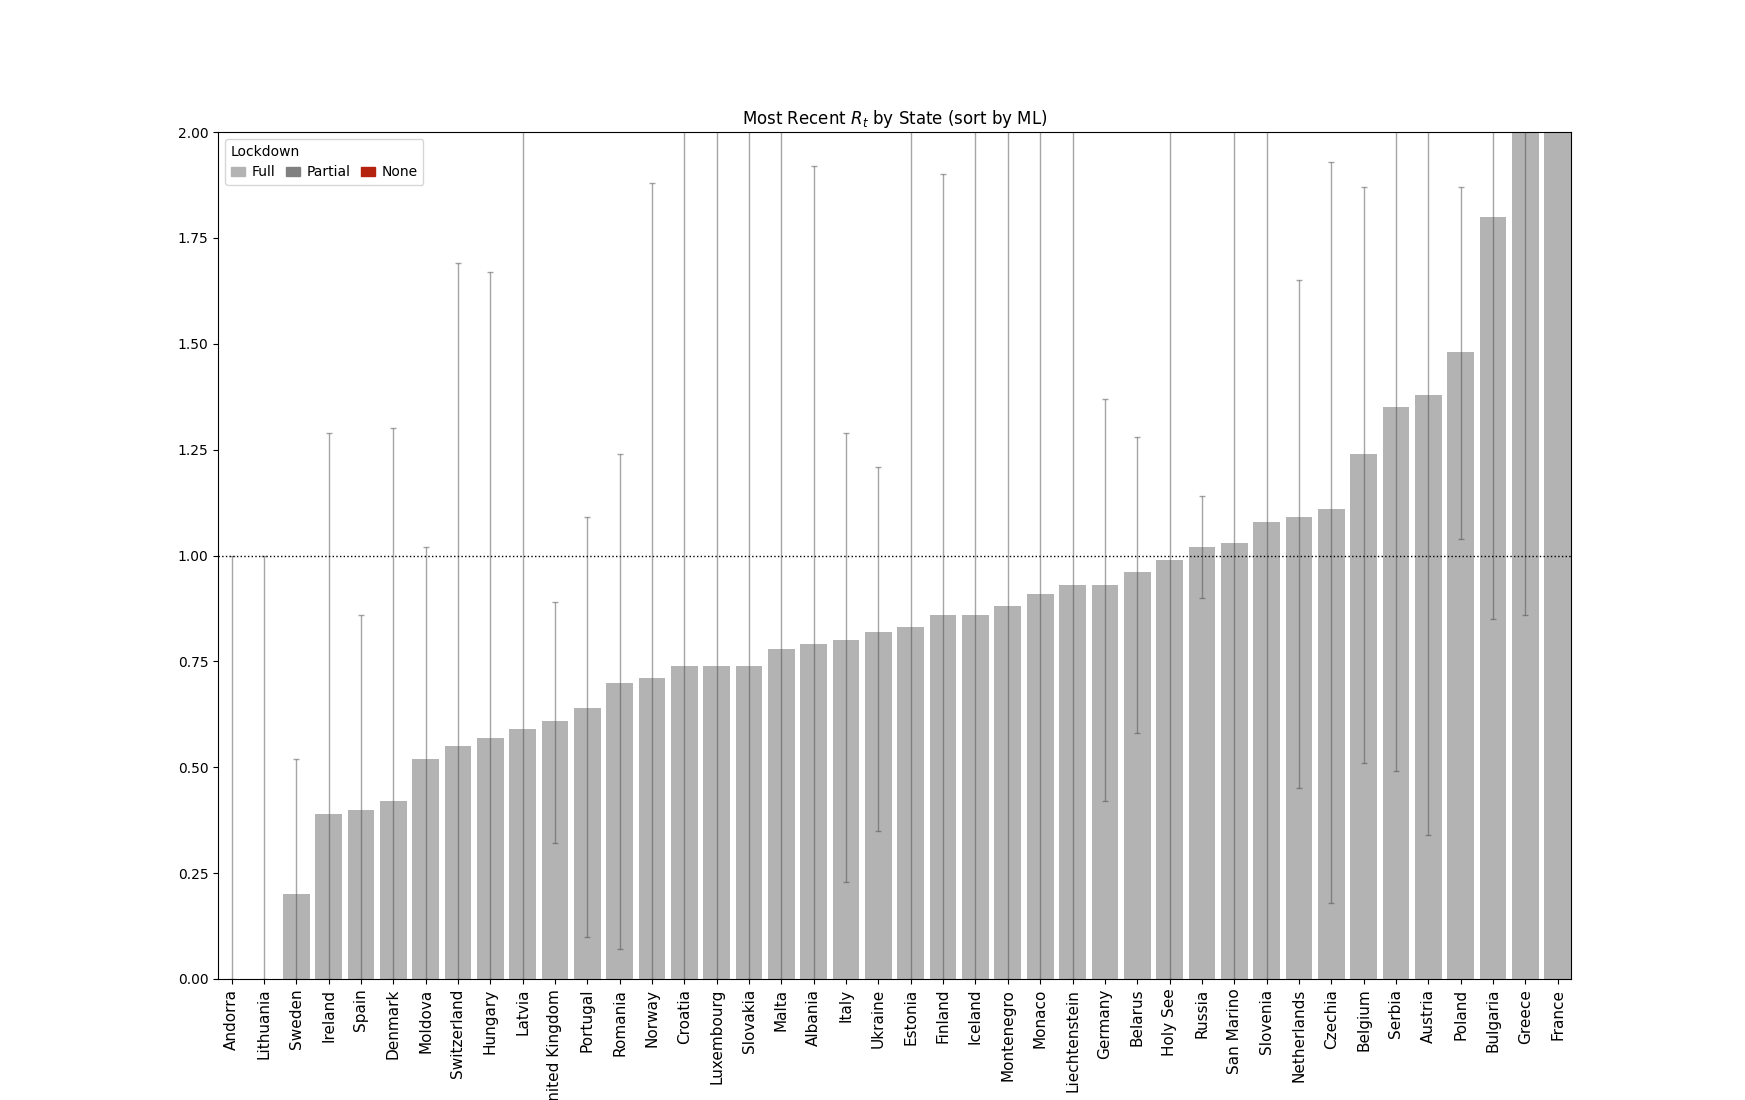 Most Recent Rt by State (sort by ML)
Lockdown
Full Partial None
2.00
1.75
1.50
1.25
1.00
0.75
0.50
0.25
0.00
Andorra
Lithuania
Sweden
Ireland
Spain
Denmark
Moldova
Switzerland
Hungary
Latvia
nited Kingdom
Portugal
Romania
Norway
Croatia
Luxembourg
Slovakia
Malta
Albania
Italy
Ukraine
Estonia
Finland
Iceland
Montenegro
Monaco
Liechtenstein
Germany
Belarus
Holy See
Russia
San Marino
Slovenia
Netherlands
Czechia
Belgium
Serbia
Austria
Poland
Bulgaria
Greece
France